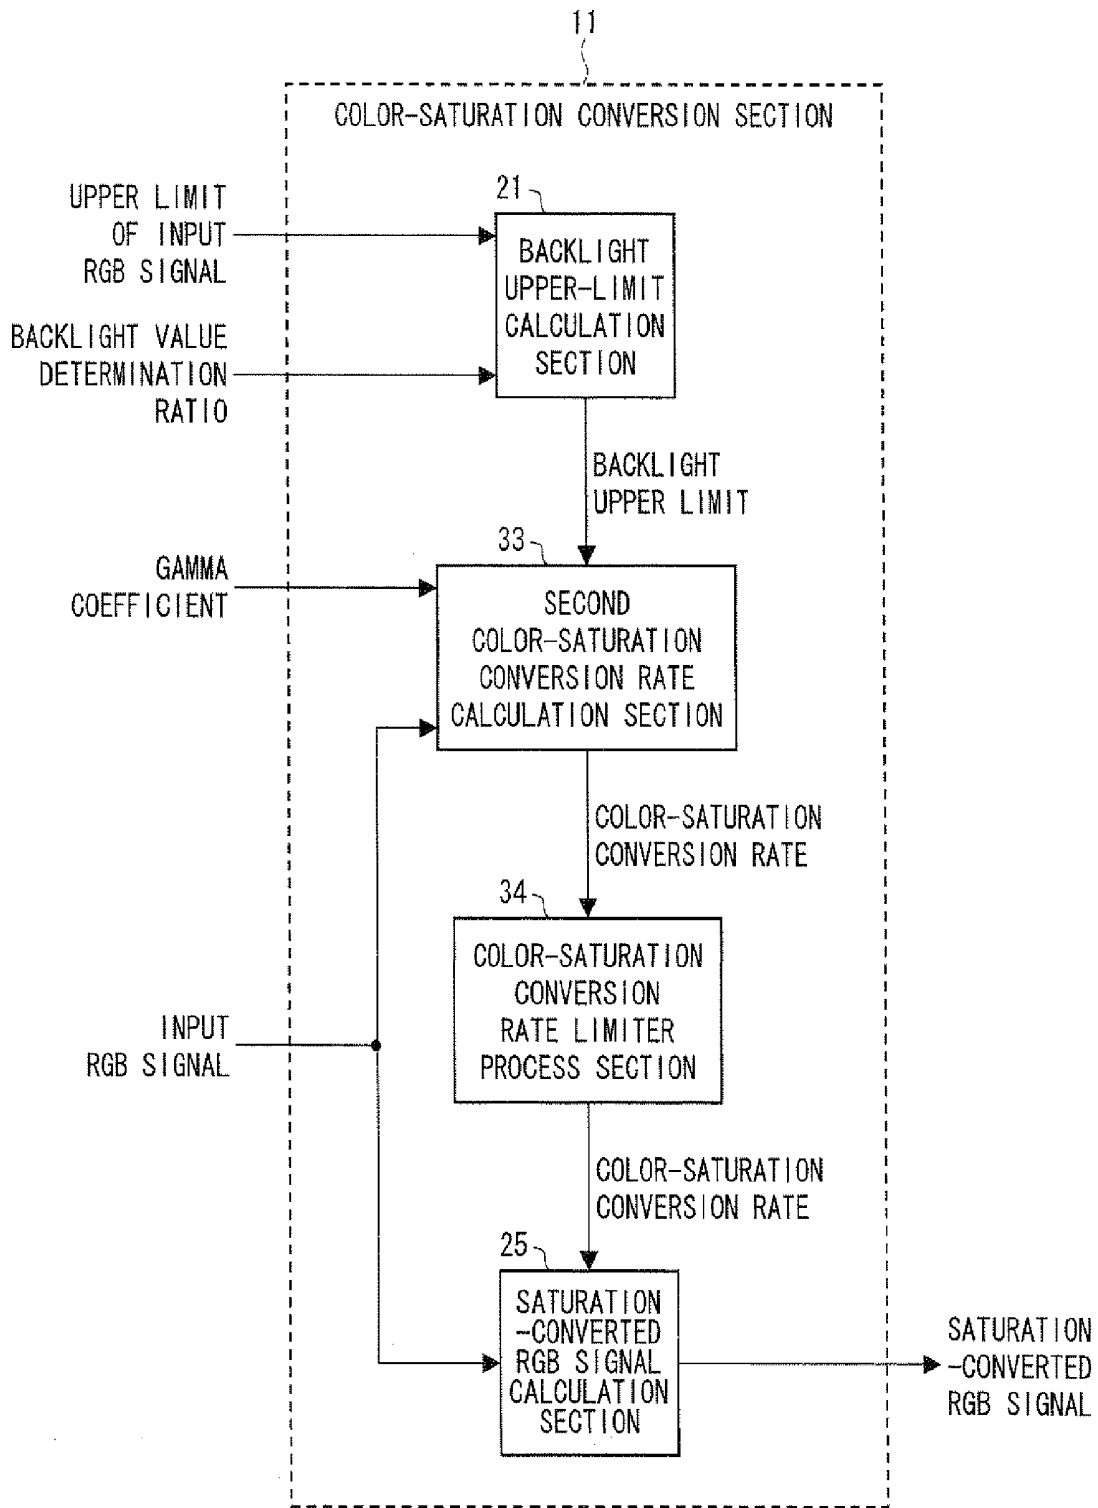 11
COLOR-SATURATION CONVERSION SECTION
UPPER LIMIT
OF INPUT
RGB SIGNAL
BACKLIGHT VALUE
DETERMINATION
RATIO
21
BACKLIGHT
UPPER-LIMIT
CALCULATION
SECTION
BACKLIGHT
UPPER LIMIT
GAMMA
COEFFICIENT
33
SECOND
COLOR-SATURATION
CONVERSION RATE
CALCULATION SECTION
COLOR-SATURATION
CONVERSION RATE
34
COLOR-SATURATION
CONVERSION
RATE LIMITER
PROCESS SECTION
INPUT
RGB SIGNAL
COLOR-SATURATION
CONVERSION RATE
25
SATURATION
-CONVERTED
RGB SIGNAL
CALCULATION
SECTION
SATURATION
-CONVERTED
RGB SIGNAL